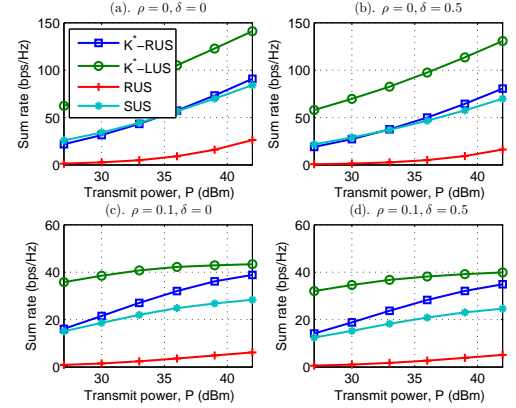 (a). ρ = 0, δ = 0
(b). ρ = 0, δ = 0.5
150
100
50
0
Sum rate (bps/Hz)
K*−RUS
K*−LUS
RUS
SUS
30
35
40
Transmit power, P (dBm)
150
100
50
0
Sum rate (bps/Hz)
30
35
40
Transmit power, P (dBm)
(c). ρ = 0.1, δ = 0
(d). ρ = 0.1, δ = 0.5
60
40
20
0
Sum rate (bps/Hz)
30
35
40
Transmit power, P (dBm)
60
40
20
0
Sum rate (bps/Hz)
30
35
40
Transmit power, P (dBm)